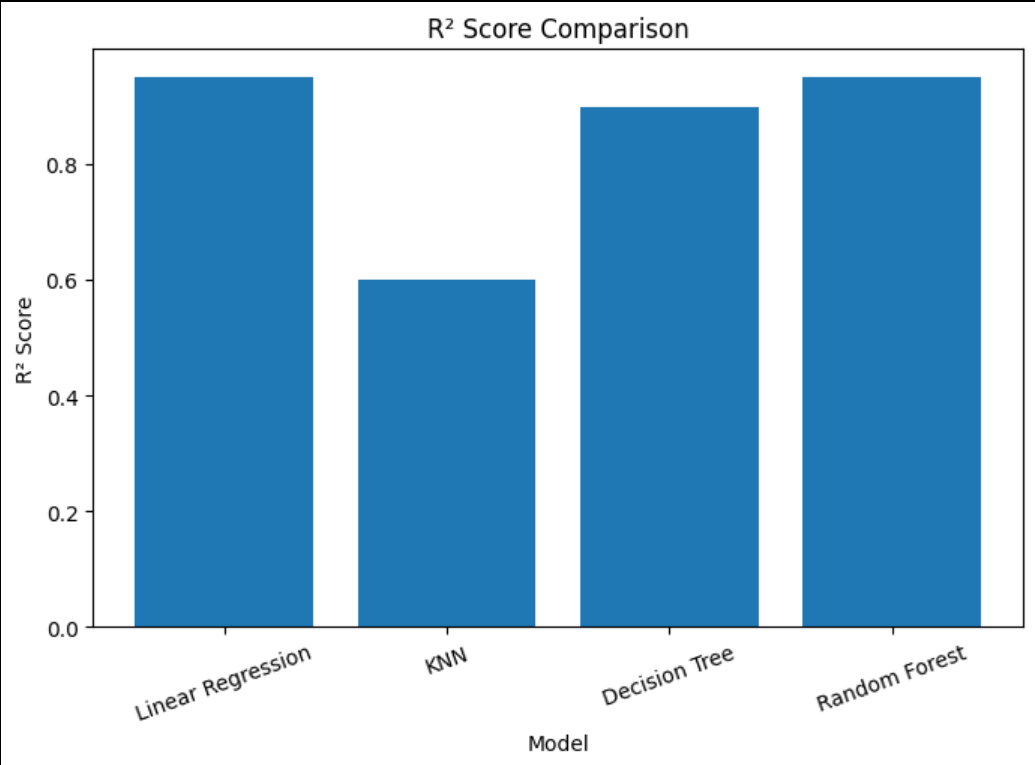 R² Score Comparison
R² Score
0.8
0.6
0.4
0.2
0.0
Linear Regression
KNN
Decision Tree
Random Forest
Model